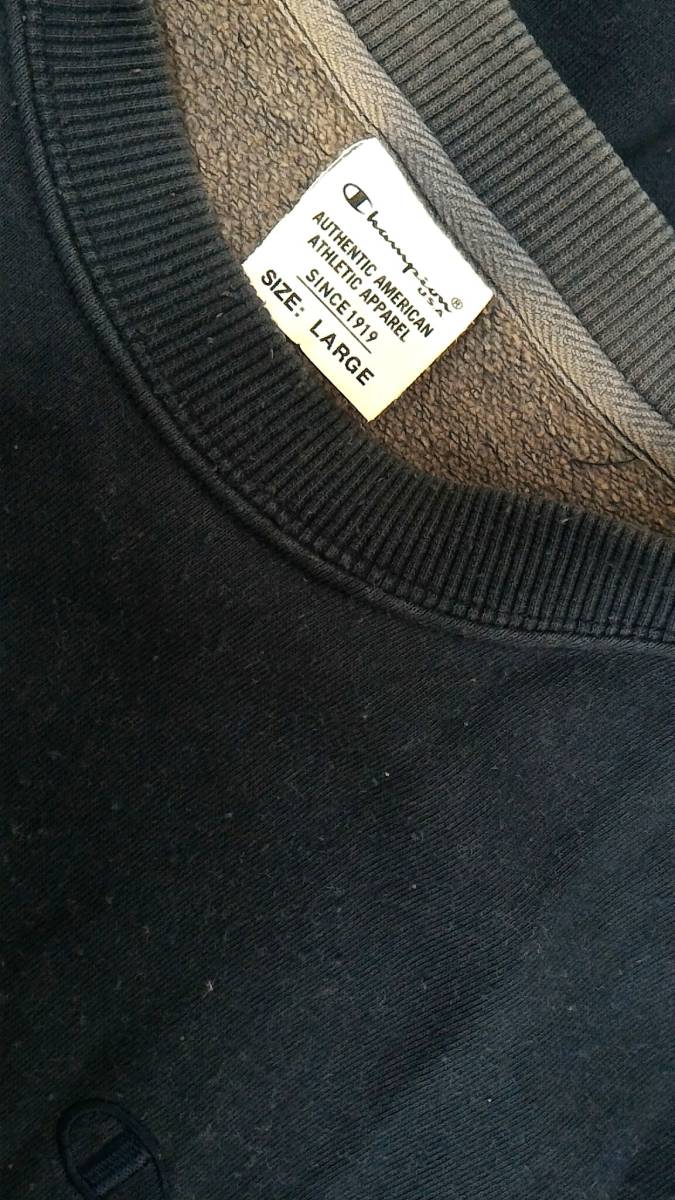 Champion®
USA
AUTHENTIC AMERICAN
ATHLETIC APPAREL
SINCE 1919
SIZE: LARGE